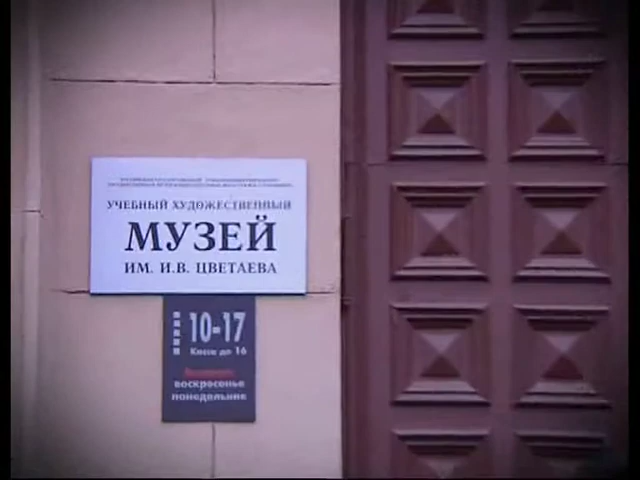 УЧЕБНЫЙ ХУДОЖЕСТВЕННЫЙ
МУЗЕЙ
ИМ. И.В. ЦВЕТАЕВА
10-17
Касса до 16
воскресенье
понедельник